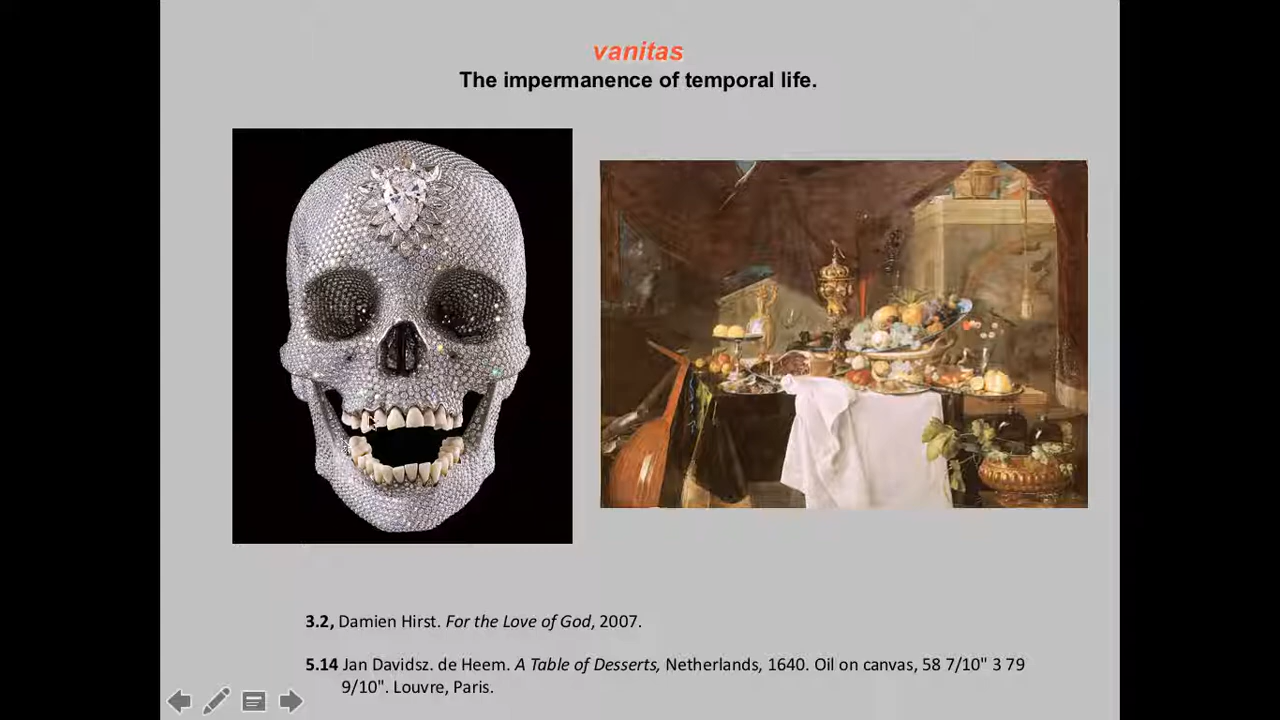 vanitas
The impermanence of temporal life.
3.2, Damien Hirst. For the Love of God, 2007.
5.14 Jan Davidsz. de Heem. A Table of Desserts, Netherlands, 1640. Oil on canvas, 58 7/10" 3 79
9/10". Louvre, Paris.